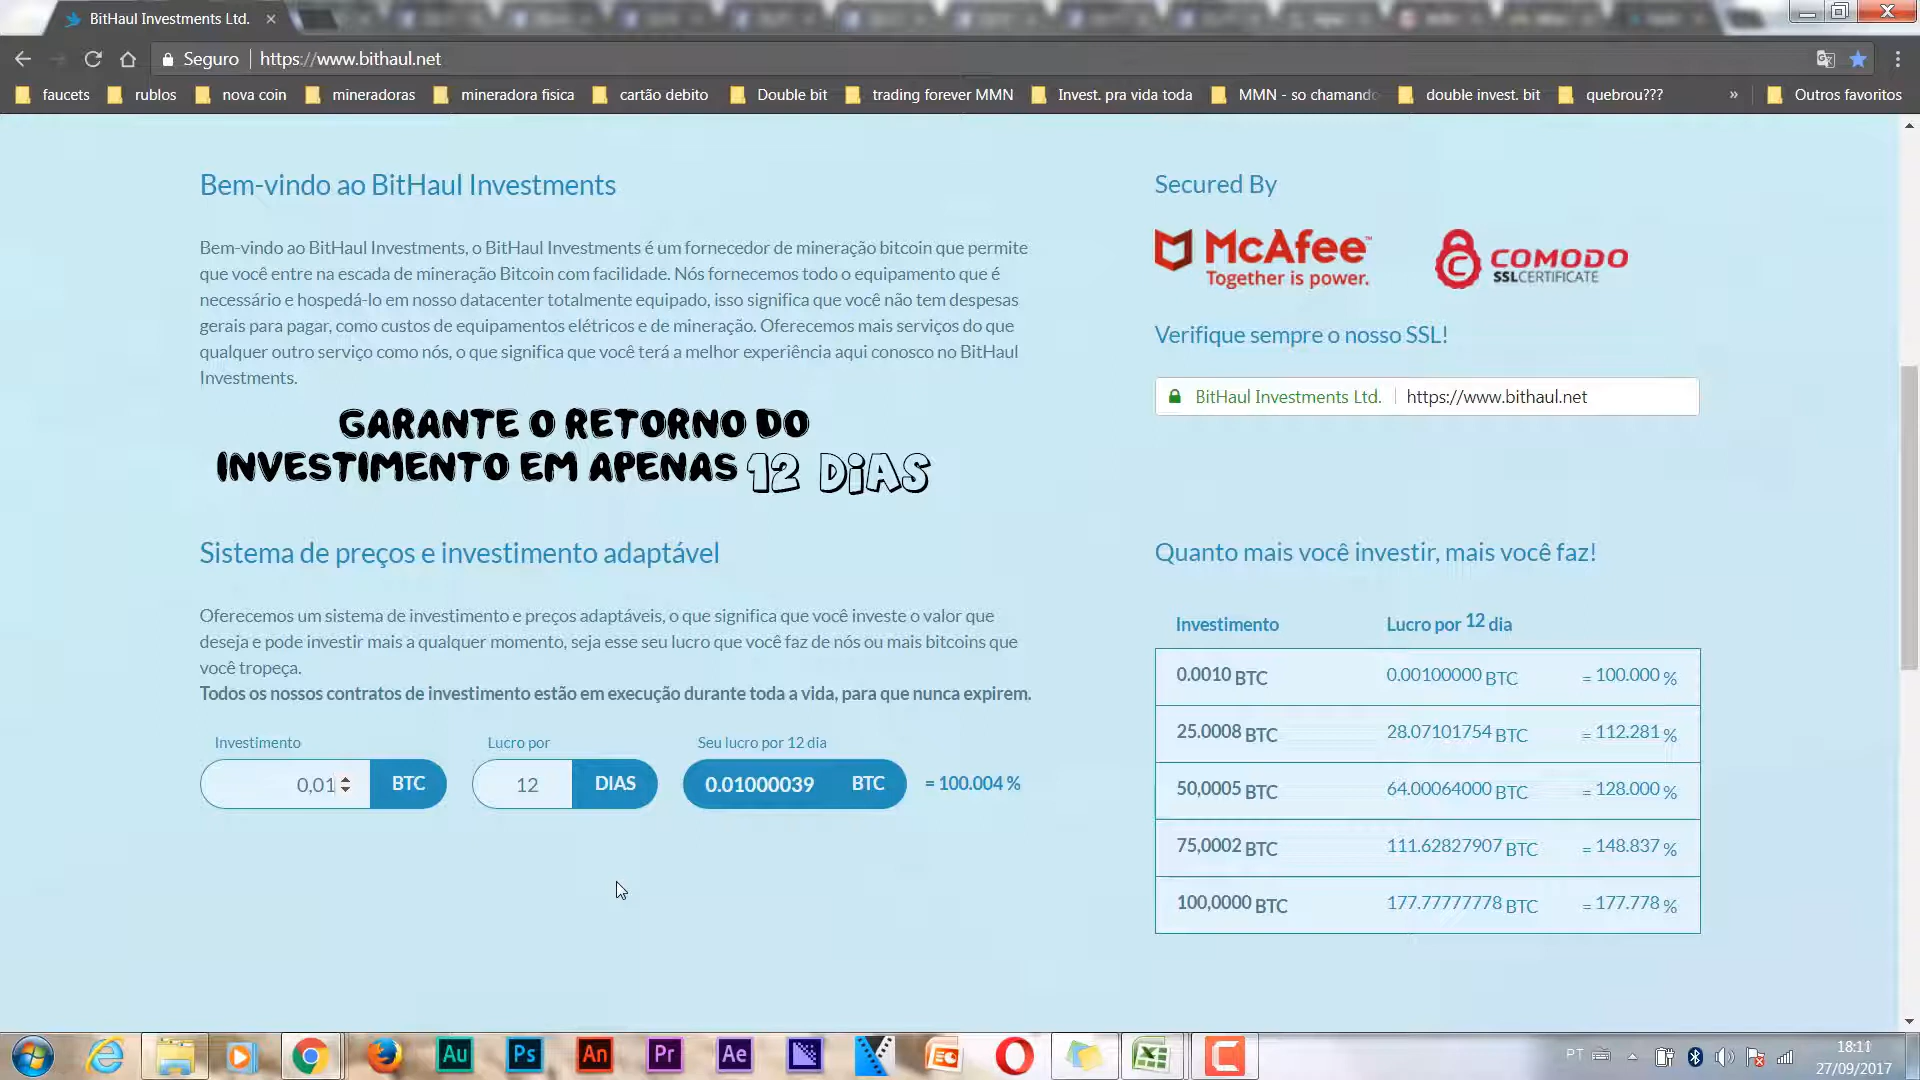 BitHaul Investments Ltd.
Seguro
https://www.bithaul.net
faucets
rublos
nova coin
mineradoras
mineradora fisica
cartão debito
Double bit
trading forever MMN
Invest. pra vida toda
MMN - so chamando
double invest. bit
quebrou???
»
Outros favoritos
Bem-vindo ao BitHaul Investments
Bem-vindo ao BitHaul Investments, o BitHaul Investments é um fornecedor de mineração bitcoin que permite
que você entre na escada de mineração Bitcoin com facilidade. Nós fornecemos todo o equipamento que é
necessário e hospedá-lo em nosso datacenter totalmente equipado, isso significa que você não tem despesas
gerais para pagar, como custos de equipamentos elétricos e de mineração. Oferecemos mais serviços do que
qualquer outro serviço como nós, o que significa que você terá a melhor experiência aqui conosco no BitHaul
Investments.
GARANTE O RETORNO DO
INVESTIMENTO EM APENAS 12 DiAS
Secured By
McAfee™
Together is power.
COMODO
SSLCERTIFICATE
Verifique sempre o nosso SSL!
BitHaul Investments Ltd.
https://www.bithaul.net
Sistema de preços e investimento adaptável
Oferecemos um sistema de investimento e preços adaptáveis, o que significa que você investe o valor que
deseja e pode investir mais a qualquer momento, seja esse seu lucro que você faz de nós ou mais bitcoins que
você tropeça.
Todos os nossos contratos de investimento estão em execução durante toda a vida, para que nunca expirem.
Investimento
Lucro por
Seu lucro por 12 dia
0,01 BTC
12 DIAS
0.01000039 BTC
= 100.004 %
Quanto mais você investir, mais você faz!
Investimento Lucro por 12 dia
0.0010 BTC 0.00100000 BTC = 100.000 %
25.0008 BTC 28.07101754 BTC = 112.281 %
50,0005 BTC 64.00064000 BTC = 128.000 %
75,0002 BTC 111.62827907 BTC = 148.837 %
100,0000 BTC 177.77777778 BTC = 177.778 %
Au
Ps
An
Pr
Ae
PT
18:11
27/09/2017